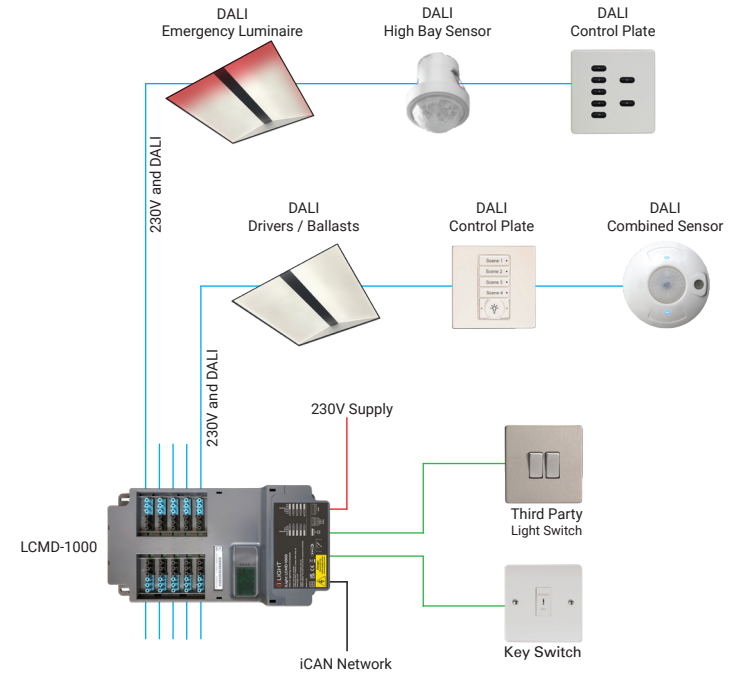 DALI
Emergency Luminaire
DALI
High Bay Sensor
DALI
Control Plate
230V and DALI
DALI
Drivers / Ballasts
DALI
Control Plate
DALI
Combined Sensor
Scene 1
Scene 2
Scene 3
Scene 4
230V and DALI
230V Supply
LCMD-1000
iLIGHT
Third Party
Light Switch
Key Switch
iCAN Network